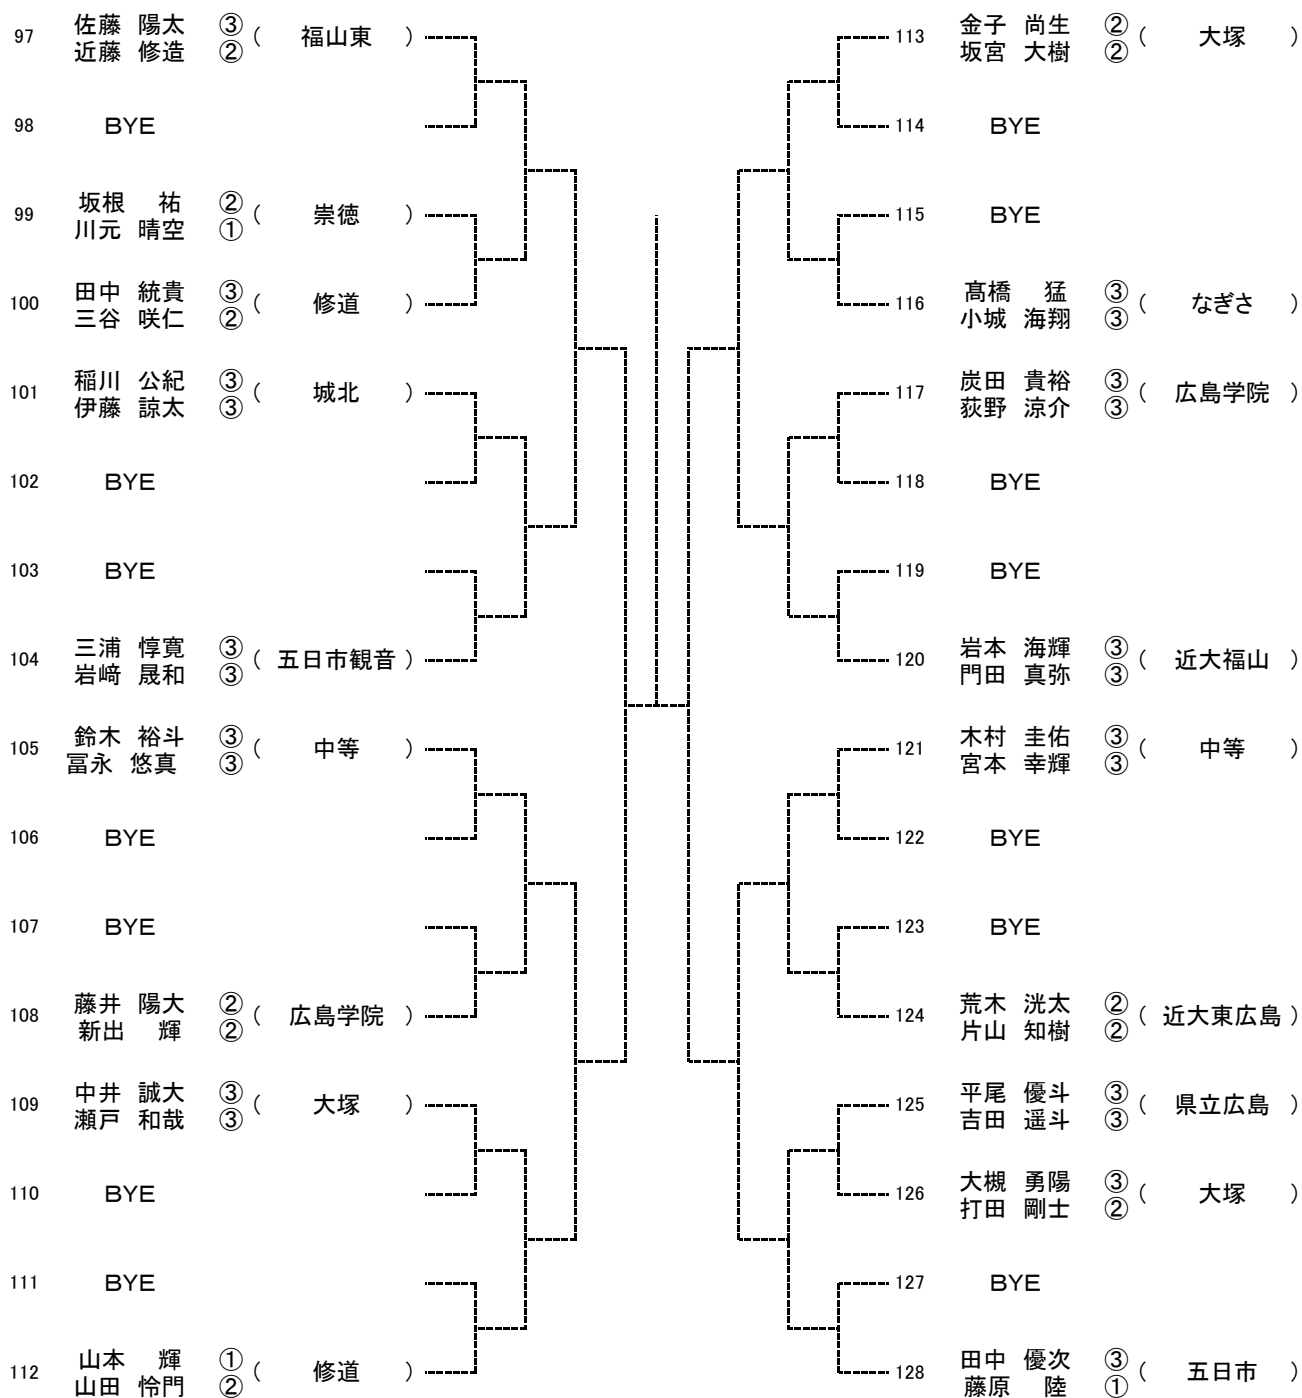 97 佐藤 陽太 ③ ( 福山東 )
近藤 修造 ②
98 BYE
99 坂根 祐 ② ( 崇徳 )
川元 晴空 ①
100 田中 統貴 ③ ( 修道 )
三谷 咲仁 ②
101 稲川 公紀 ③ ( 城北 )
伊藤 諒太 ③
102 BYE
103 BYE
104 三浦 惇寛 ③ ( 五日市観音 )
岩﨑 晟和 ③
105 鈴木 裕斗 ③ ( 中等 )
冨永 悠真 ③
106 BYE
107 BYE
108 藤井 陽大 ② ( 広島学院 )
新出 輝 ②
109 中井 誠大 ③ ( 大塚 )
瀬戸 和哉 ③
110 BYE
111 BYE
112 山本 輝 ① ( 修道 )
山田 怜門 ②
113 金子 尚生 ② ( 大塚 )
坂宮 大樹 ②
114 BYE
115 BYE
116 髙橋 猛 ③ ( なぎさ )
小城 海翔 ③
117 炭田 貴裕 ③ ( 広島学院 )
荻野 涼介 ③
118 BYE
119 BYE
120 岩本 海輝 ③ ( 近大福山 )
門田 真弥 ③
121 木村 圭佑 ③ ( 中等 )
宮本 幸輝 ③
122 BYE
123 BYE
124 荒木 洸太 ② ( 近大東広島 )
片山 知樹 ②
125 平尾 優斗 ③ ( 県立広島 )
吉田 遥斗 ③
126 大槻 勇陽 ③ ( 大塚 )
打田 剛士 ②
127 BYE
128 田中 優次 ③ ( 五日市 )
藤原 陸 ①